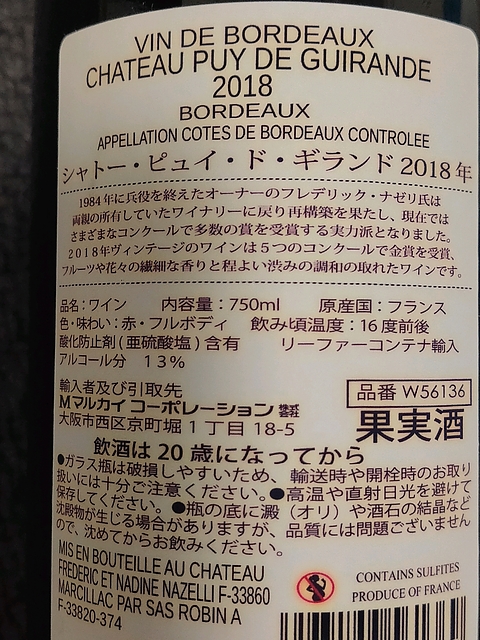 VIN DE BORDEAUX
CHATEAU PUY DE GUIRANDE
2018
BORDEAUX
APPELLATION COTES DE BORDEAUX CONTROLEE
シャトー・ピュイ・ド・ギランド 2018 年
1984年に兵役を終えたオーナーのフレデリック・ナゼリ氏は
両親の所有していたワイナリーに戻り再構築を果たし、現在では
さまざまなコンクールで多数の賞を受賞する実力派となりました。
2018年ヴィンテージのワインは５つのコンクールで金賞を受賞、
フルーツや花々の繊細な香りと程よい渋みの調和の取れたワインです。
品名：ワイン　内容量：750ml　原産国：フランス
色・味わい：赤・フルボディ　飲み頃温度：16度前後
酸化防止剤(亜硫酸塩)含有　リーファーコンテナ輸入
アルコール分　13％
輸入者及び引取先
Mマルカイ コーポレーション 株式会社
大阪市西区京町堀1丁目18-5
品番 W56136
果実酒
飲酒は20歳になってから
●ガラス瓶は破損しやすいため、輸送時や開栓時のお取り
扱いには十分ご注意ください。●高温や直射日光を避けて
保存してください。●瓶の底に澱（オリ）や酒石の結晶など
沈殿物が生じる場合がありますが、品質には問題ございません
ので、沈めてからお飲みください。
MIS EN BOUTEILLE AU CHATEAU
FREDERIC ET NADINE NAZELLI F-33860
MARCILLAC PAR SAS ROBIN A
F-33820-374
CONTAINS SULFITES
PRODUCE OF FRANCE